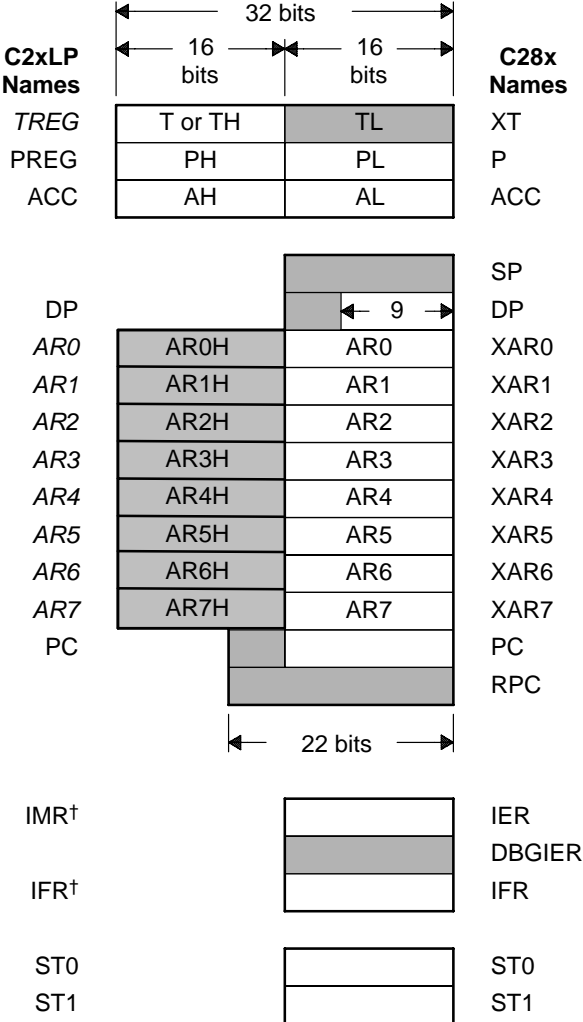 32 bits
C2xLP Names
16 bits
16 bits
C28x Names
TREG T or TH TL XT
PREG PH PL P
ACC AH AL ACC
SP
DP 9 DP
AR0 AR0H AR0 XAR0
AR1 AR1H AR1 XAR1
AR2 AR2H AR2 XAR2
AR3 AR3H AR3 XAR3
AR4 AR4H AR4 XAR4
AR5 AR5H AR5 XAR5
AR6 AR6H AR6 XAR6
AR7 AR7H AR7 XAR7
PC PC
RPC
22 bits
IMR† IER
DBGIER
IFR† IFR
ST0 ST0
ST1 ST1